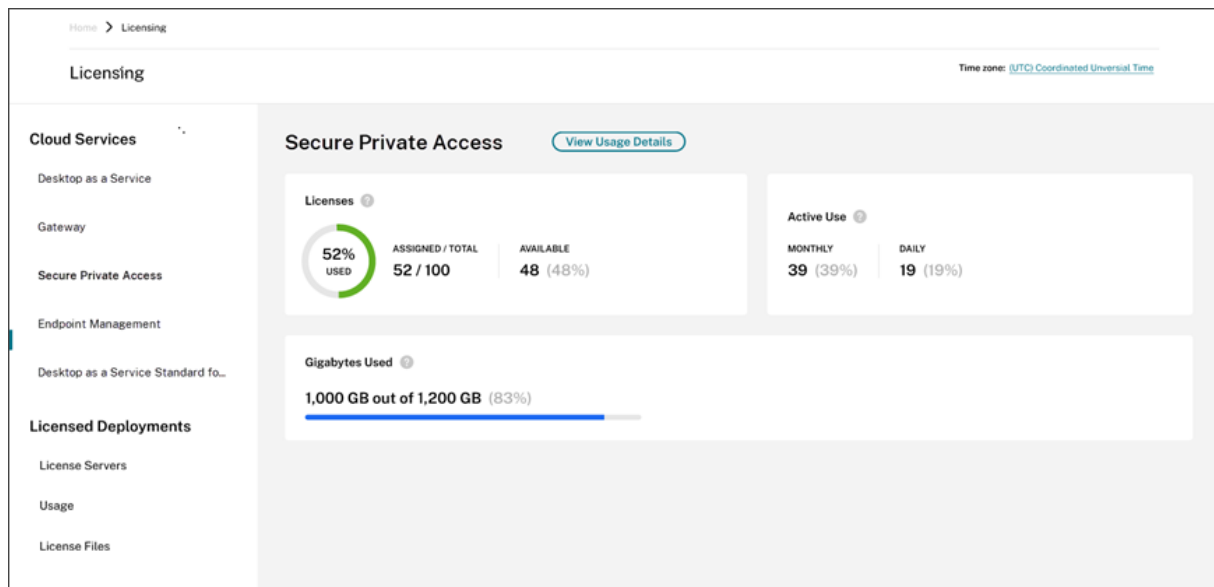 Home > Licensing
Licensing
Time zone: (UTC) Coordinated Unversial Time
Cloud Services
Desktop as a Service
Gateway
Secure Private Access
Endpoint Management
Desktop as a Service Standard fo...
Licensed Deployments
License Servers
Usage
License Files
Secure Private Access
View Usage Details
Licenses ?
52%
USED
ASSIGNED / TOTAL
52 / 100
AVAILABLE
48 (48%)
Active Use ?
MONTHLY
39 (39%)
DAILY
19 (19%)
Gigabytes Used ?
1,000 GB out of 1,200 GB (83%)